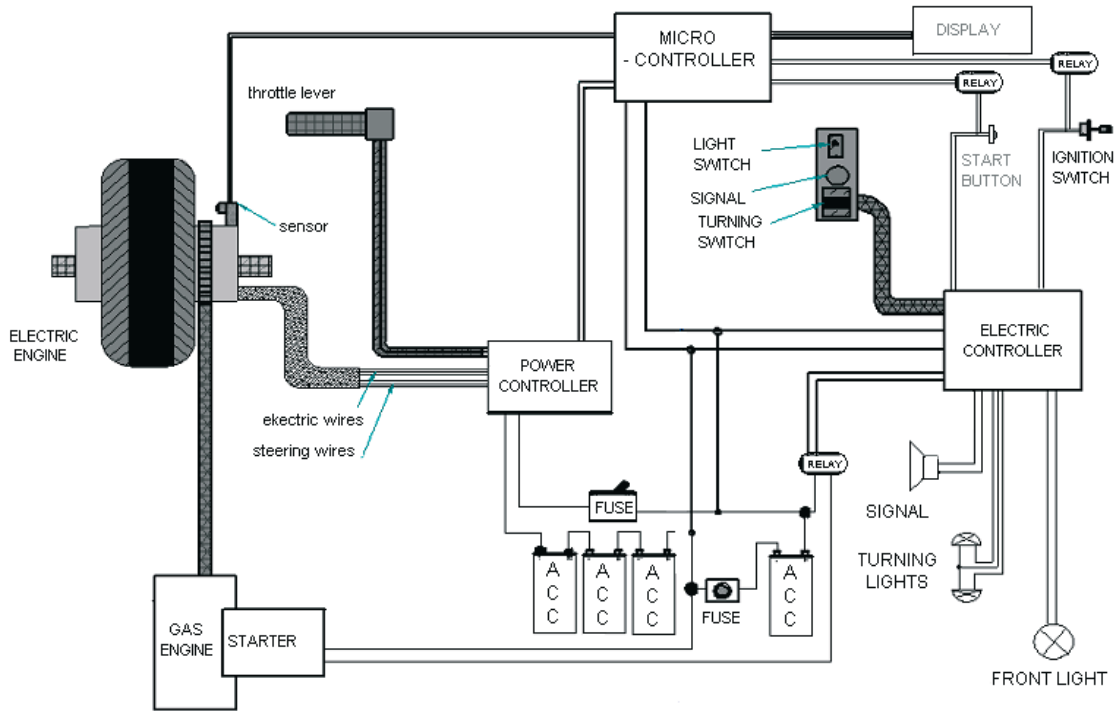 MICRO
- CONTROLLER
DISPLAY
RELAY
RELAY
throttle lever
LIGHT
SWITCH
SIGNAL
TURNING
SWITCH
START
BUTTON
IGNITION
SWITCH
sensor
ELECTRIC
ENGINE
POWER
CONTROLLER
ELECTRIC
CONTROLLER
ekectric wires
steering wires
RELAY
FUSE
SIGNAL
A
C
C
A
C
C
A
C
C
A
C
C
FUSE
TURNING
LIGHTS
GAS
ENGINE
STARTER
FRONT LIGHT